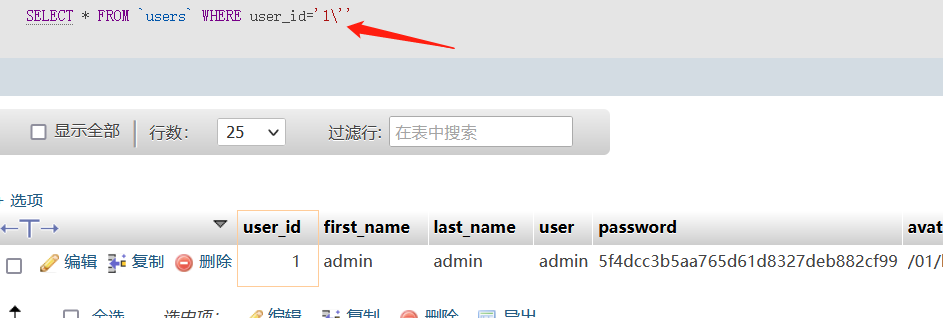 SELECT * FROM `users` WHERE user_id='1\''
显示全部 行数： 25 过滤行: 在表中搜索
+ 选项
←T→ user_id first_name last_name user password avat
编辑 复制 删除 1 admin admin admin 5f4dcc3b5aa765d61d8327deb882cf99 /01/
全选 选中项： 编辑 复制 删除 导出